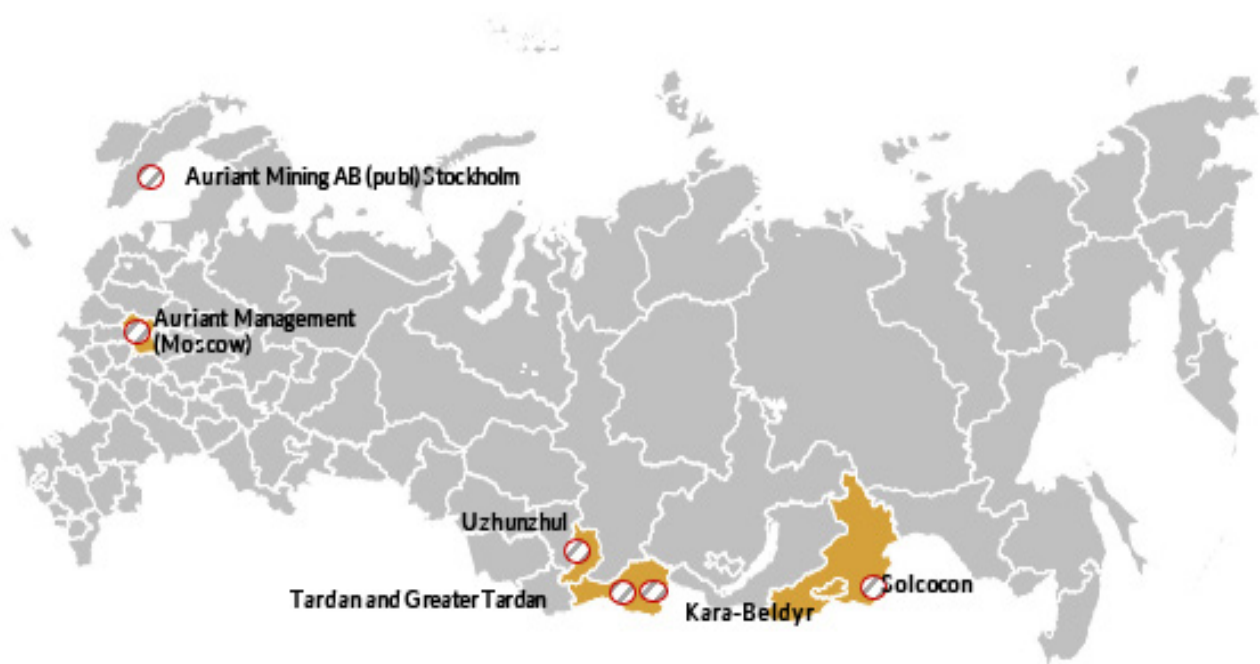 Auriant Mining AB (publ) Stockholm
Auriant Management
(Moscow)
Uzhunzhul
Tardan and Greater Tardan
Kara-Beldyr
Solcocon